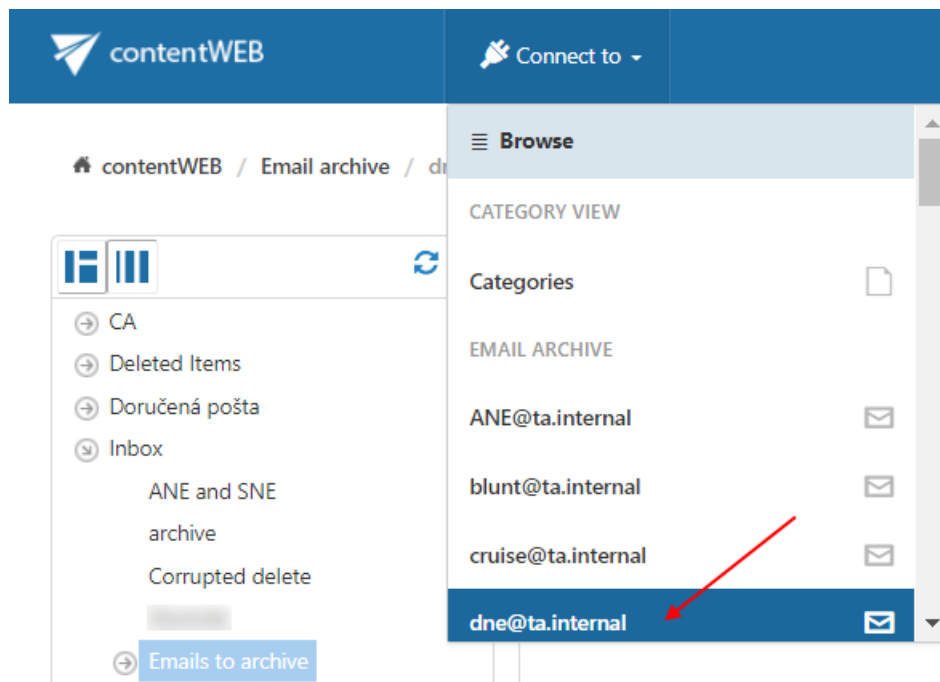 contentWEB
Connect to
Browse
contentWEB / Email archive /
CATEGORY VIEW
Categories
EMAIL ARCHIVE
ANE@ta.internal
blunt@ta.internal
cruise@ta.internal
dne@ta.internal
CA
Deleted Items
Doručená pošta
Inbox
ANE and SNE
archive
Corrupted delete
Emails to archive